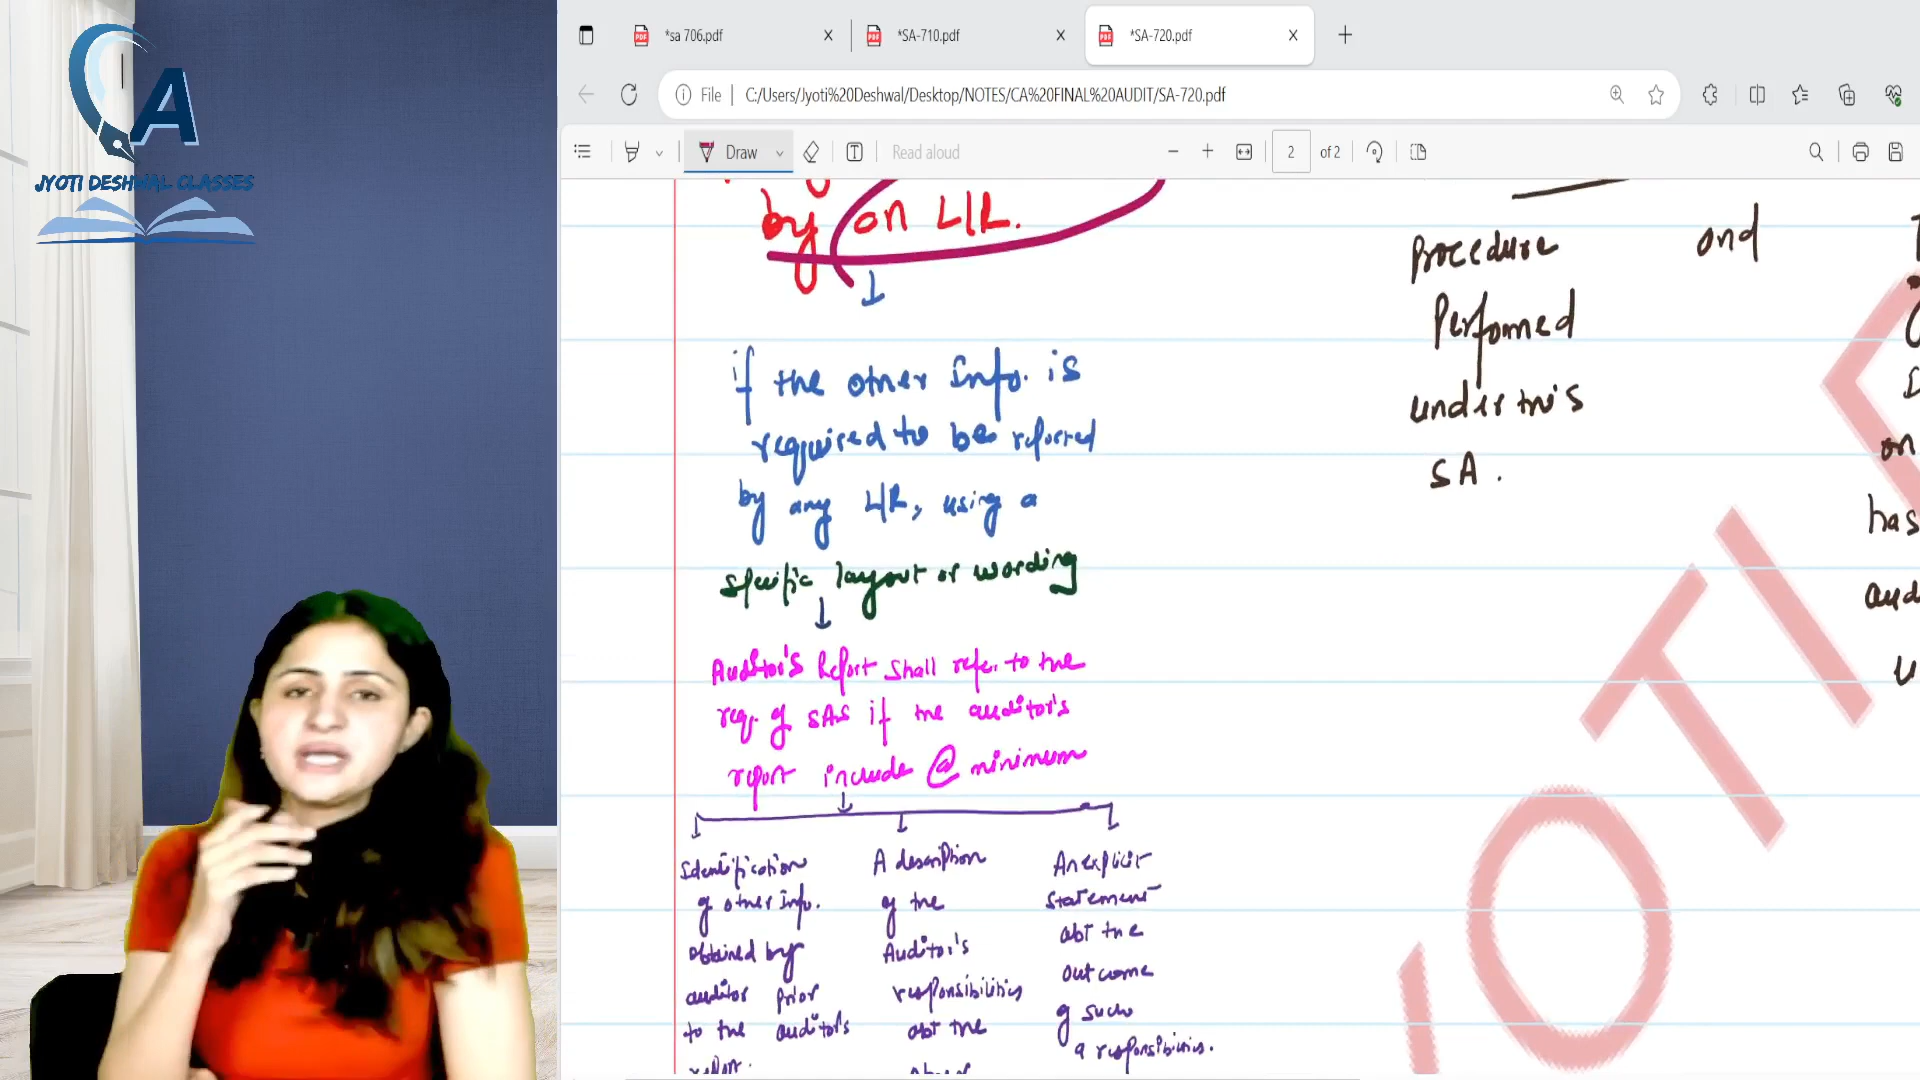 CA
JYOTI DESHWAL CLASSES
*sa 706.pdf
*SA-710.pdf
*SA-720.pdf
File
C:/Users/Jyoti%20Deshwal/Desktop/NOTES/CA%20FINAL%20AUDIT/SA-720.pdf
Draw
Read aloud
2
of 2
by on L/R.
if the other Info. is
required to be referred
by any L/R, using a
specific layout or wording
Auditor's Report shall refer to the
req. of SAs if the auditor's
report include @ minimum
Identification
of other Info.
obtained by
auditor prior
to the auditor's
report.
A description
of the
Auditor's
responsibilities
abt the
An explicit
statement
abt the
outcome
of such
a responsibilities.
Procedure and
Performed
under this
SA.
on
has
aud
YOTI